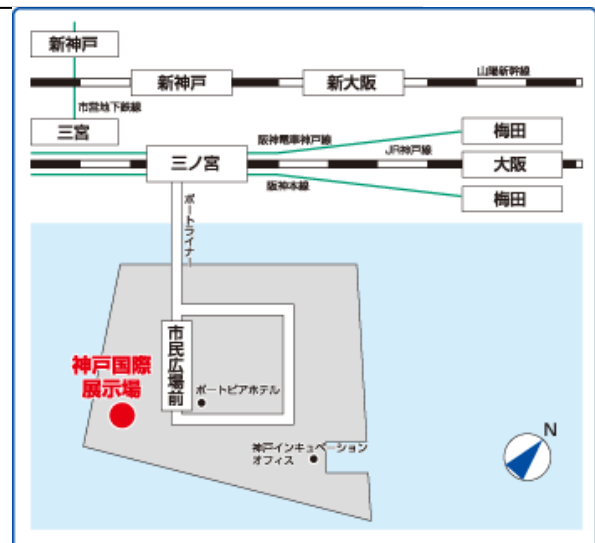 新神戸
新神戸
新大阪
山陽新幹線
市営地下鉄線
三宮
三ノ宮
阪神電車神戸線
JR神戸線
梅田
大阪
阪神本線
梅田
ポートライナー
市民広場前
神戸国際
展示場
ポートピアホテル
神戸インキュベーション
オフィス
N